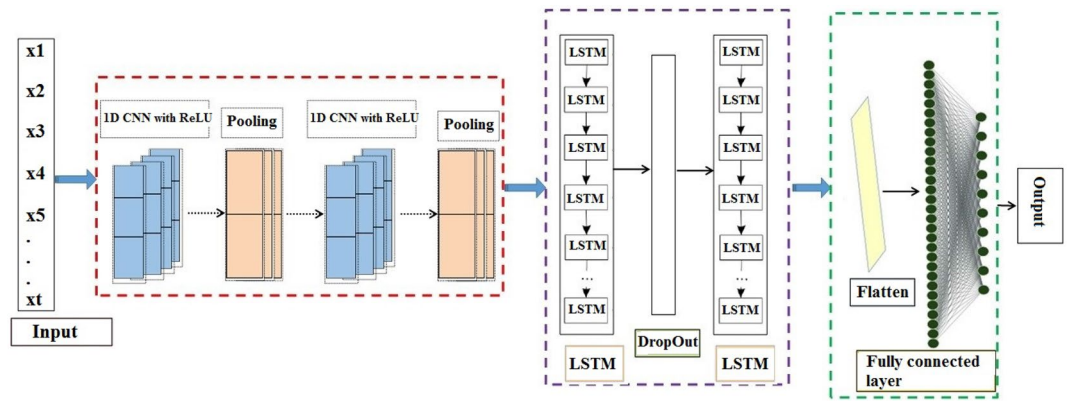 x1
x2
x3
x4
x5
.
.
.
xt
Input
1D CNN with ReLU
Pooling
1D CNN with ReLU
Pooling
LSTM
LSTM
LSTM
LSTM
LSTM
...
LSTM
LSTM
DropOut
LSTM
LSTM
LSTM
LSTM
LSTM
...
LSTM
LSTM
Flatten
Fully connected
layer
Output